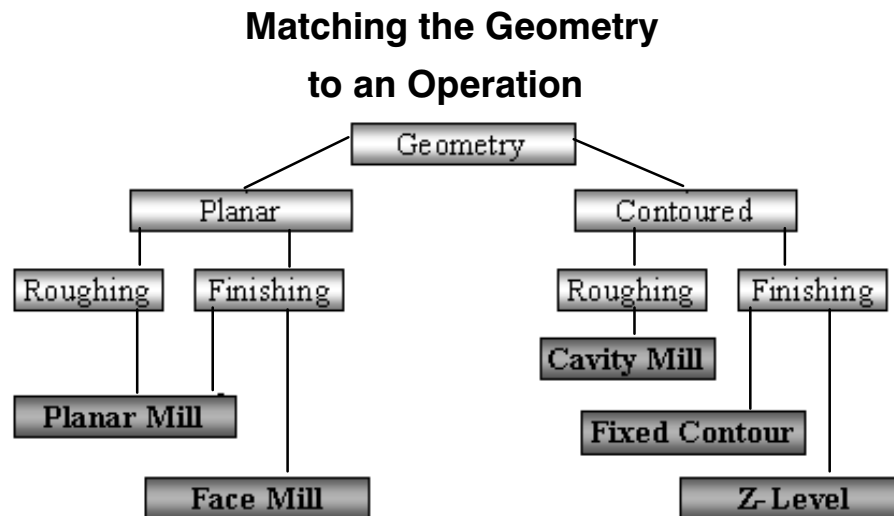 Matching the Geometry
to an Operation
Geometry
Planar
Contoured
Roughing
Finishing
Roughing
Finishing
Cavity Mill
Planar Mill
Fixed Contour
Face Mill
Z-Level